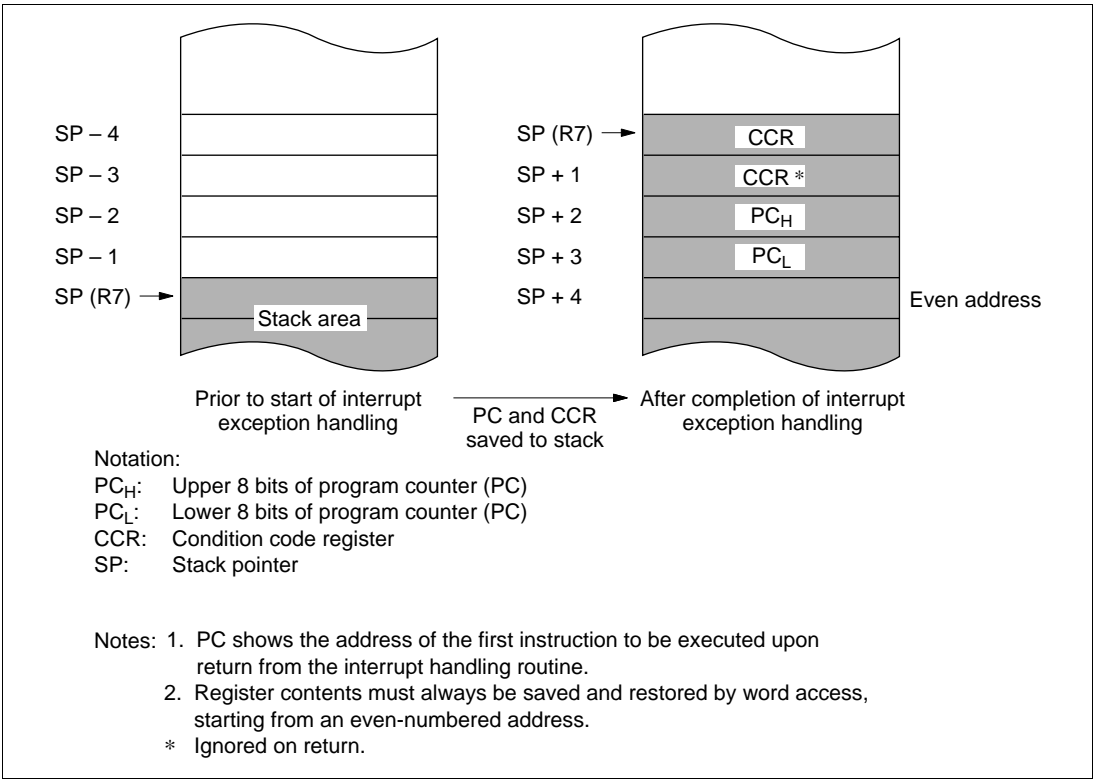 SP – 4
SP – 3
SP – 2
SP – 1
SP (R7)
Stack area
SP (R7)
SP + 1
SP + 2
SP + 3
SP + 4
CCR
CCR *
PCH
PCL
Even address
Prior to start of interrupt
exception handling
PC and CCR
saved to stack
After completion of interrupt
exception handling
Notation:
PCH: Upper 8 bits of program counter (PC)
PCL: Lower 8 bits of program counter (PC)
CCR: Condition code register
SP: Stack pointer
Notes: 1. PC shows the address of the first instruction to be executed upon
return from the interrupt handling routine.
2. Register contents must always be saved and restored by word access,
starting from an even-numbered address.
* Ignored on return.